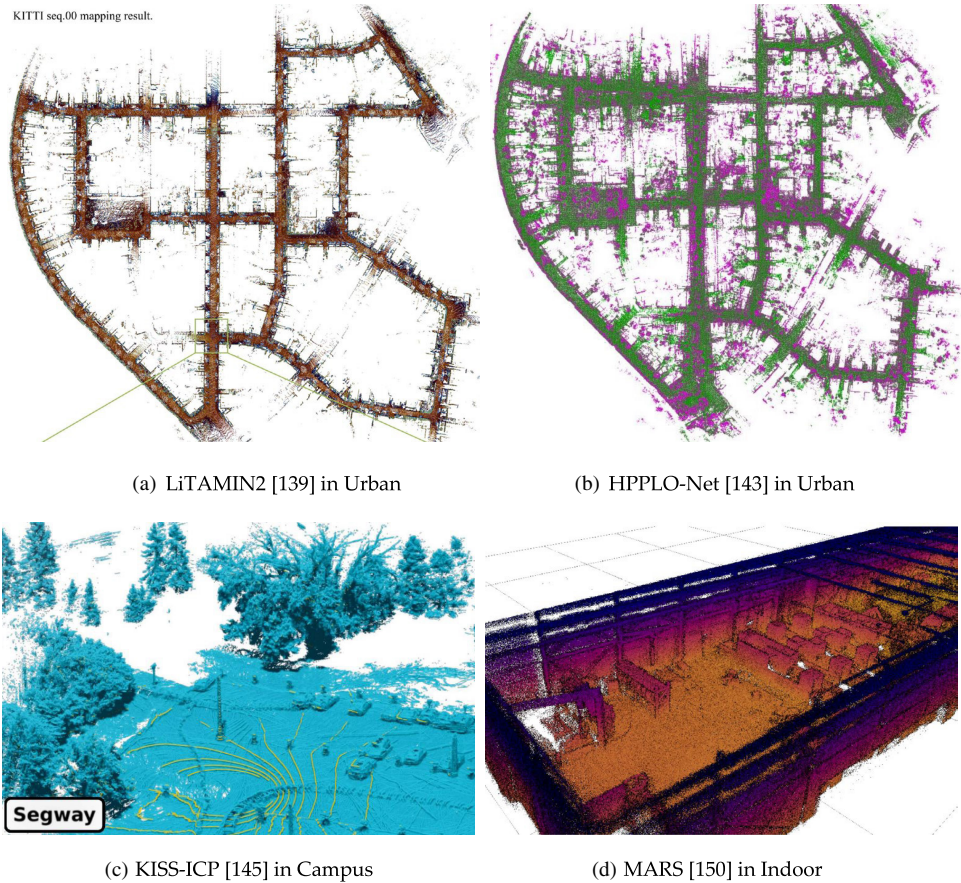 KITTI seq.00 mapping result.
(a) LiTAMIN2 [139] in Urban
(b) HPPLO-Net [143] in Urban
Segway
(c) KISS-ICP [145] in Campus
(d) MARS [150] in Indoor